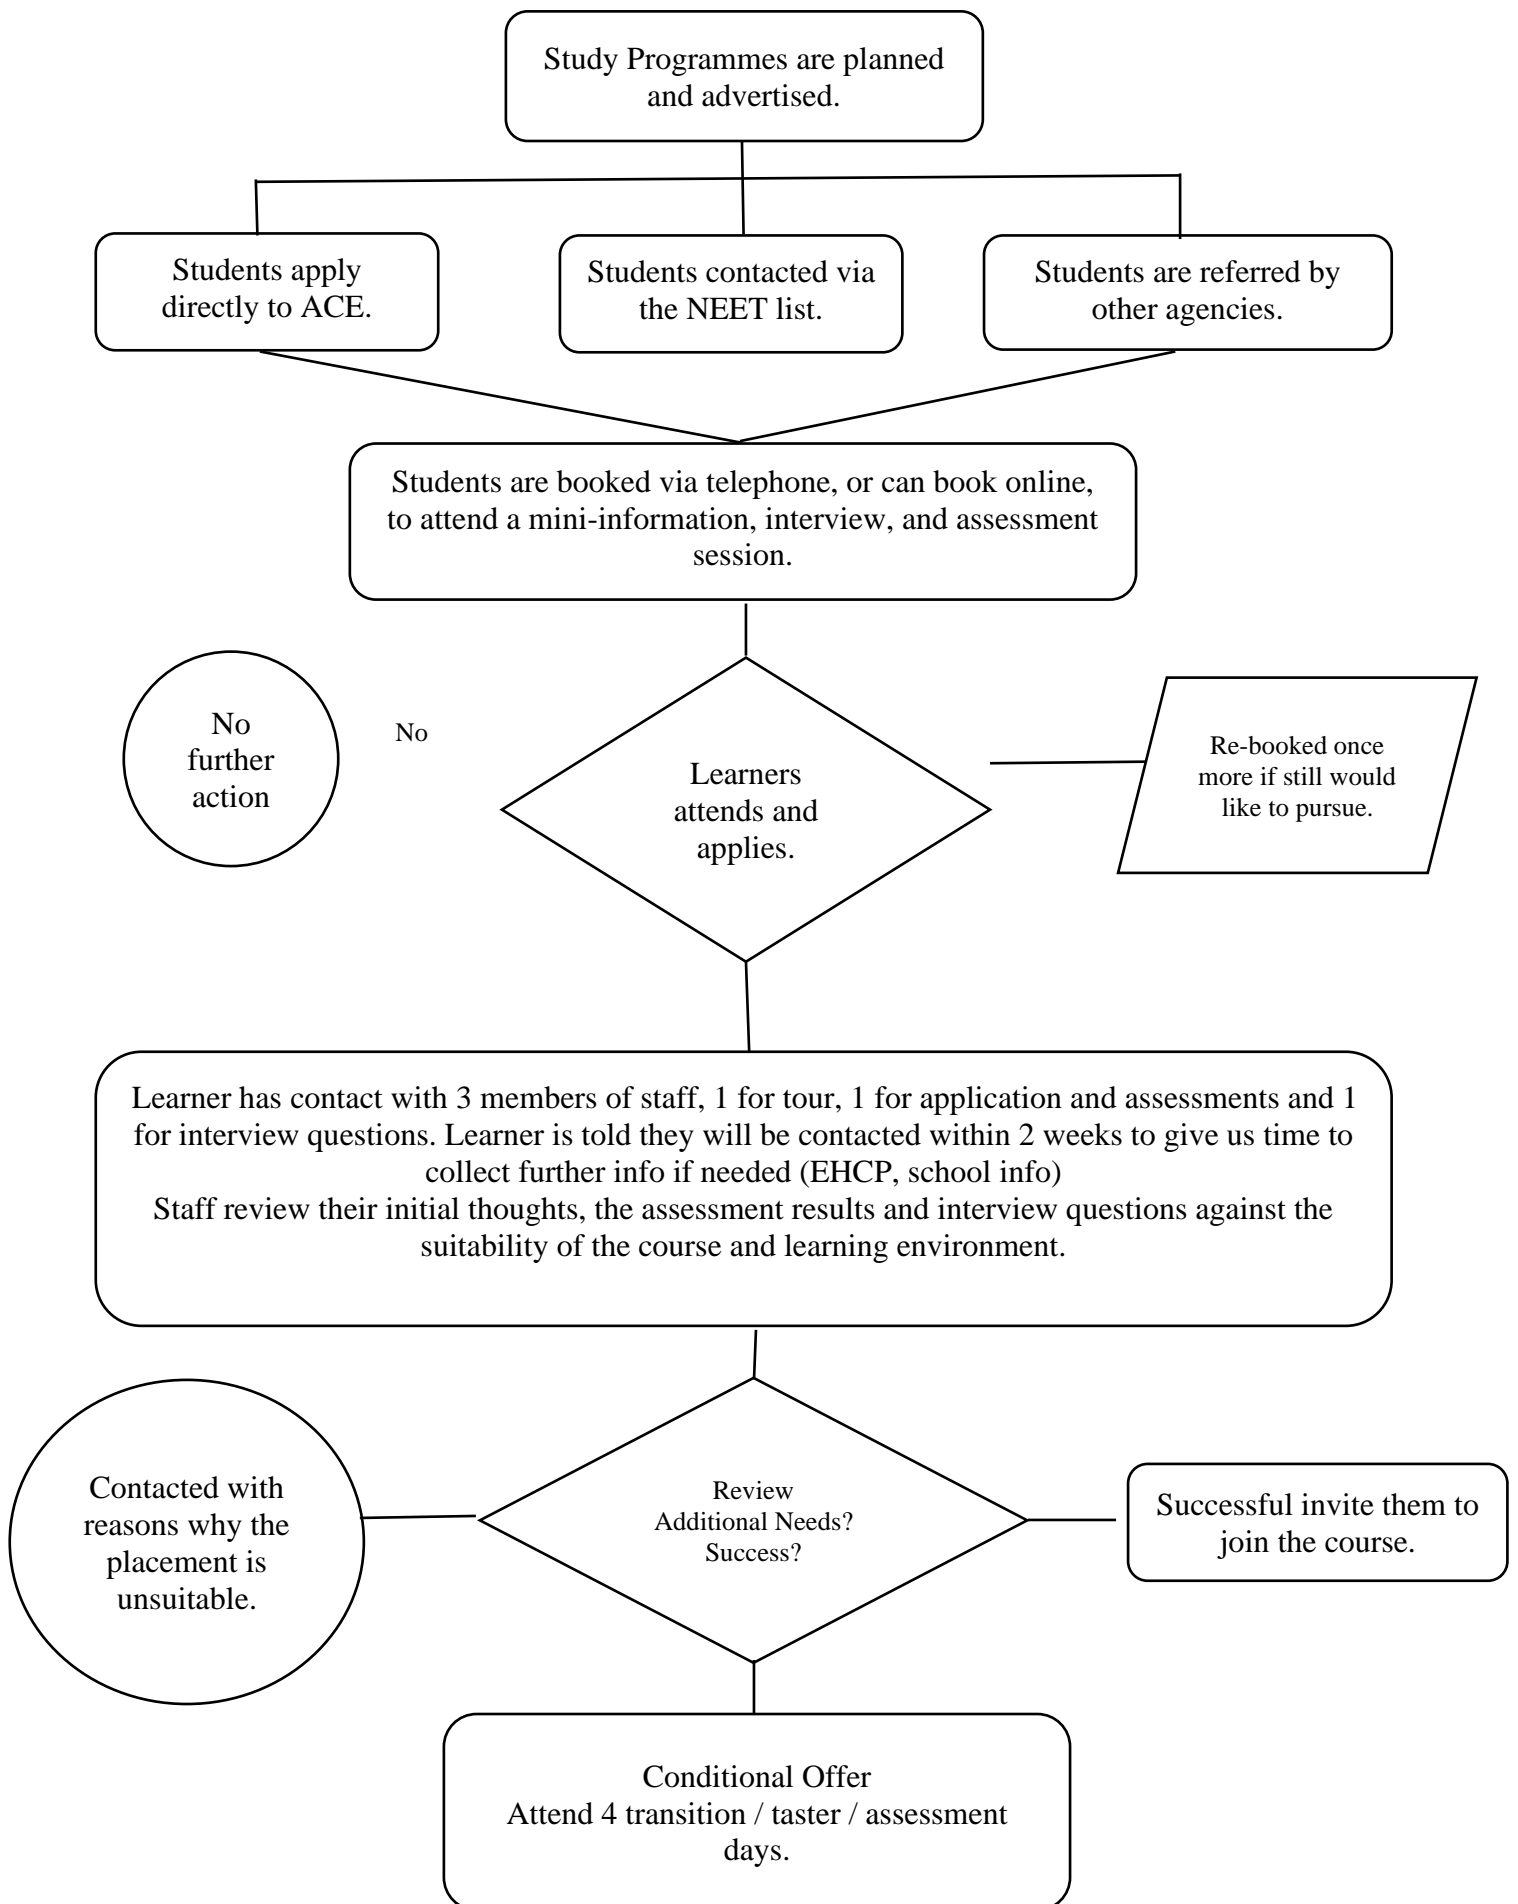 Study Programmes are planned
and advertised.
Students apply
directly to ACE.
Students contacted via
the NEET list.
Students are referred by
other agencies.
Students are booked via telephone, or can book online,
to attend a mini-information, interview, and assessment
session.
No
further
action
No
Learners
attends and
applies.
Re-booked once
more if still would
like to pursue.
Learner has contact with 3 members of staff, 1 for tour, 1 for application and assessments and 1
for interview questions. Learner is told they will be contacted within 2 weeks to give us time to
collect further info if needed (EHCP, school info)
Staff review their initial thoughts, the assessment results and interview questions against the
suitability of the course and learning environment.
Contacted with
reasons why the
placement is
unsuitable.
Review
Additional Needs?
Success?
Successful invite them to
join the course.
Conditional Offer
Attend 4 transition / taster / assessment
days.